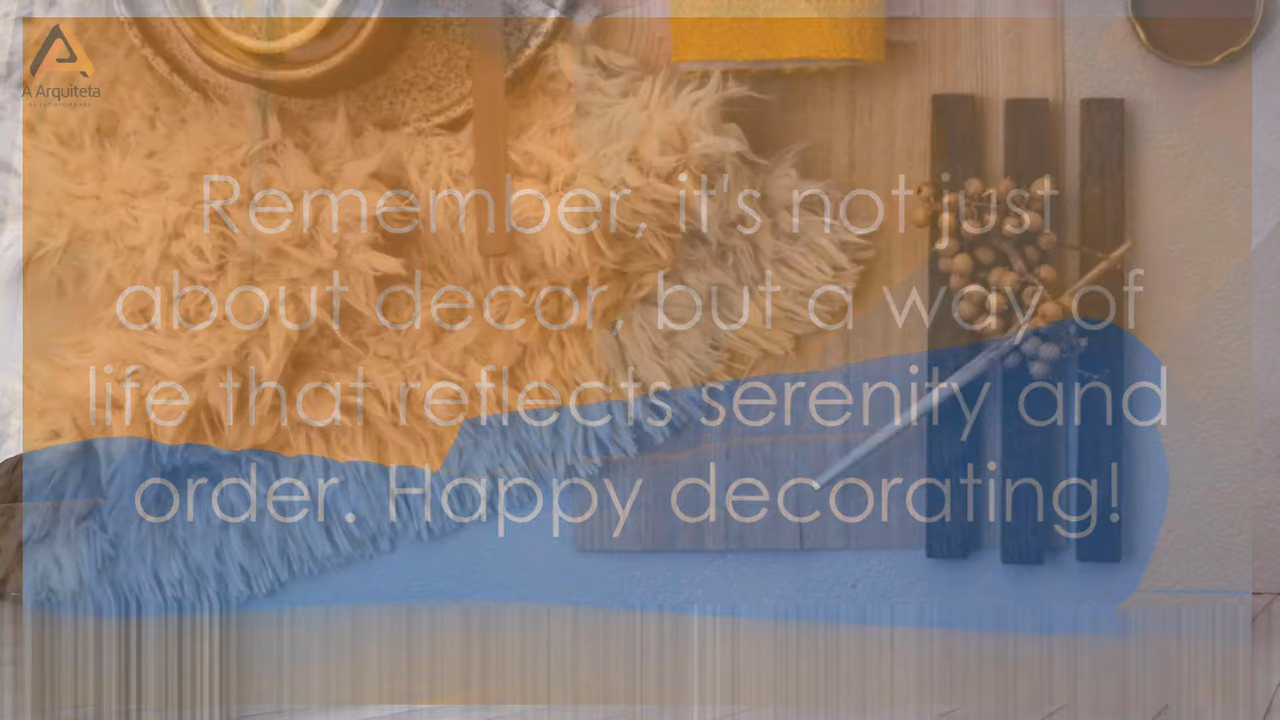 A Arquiteta
Remember, it's not just
about decor, but a way of
life that reflects serenity and
order. Happy decorating!